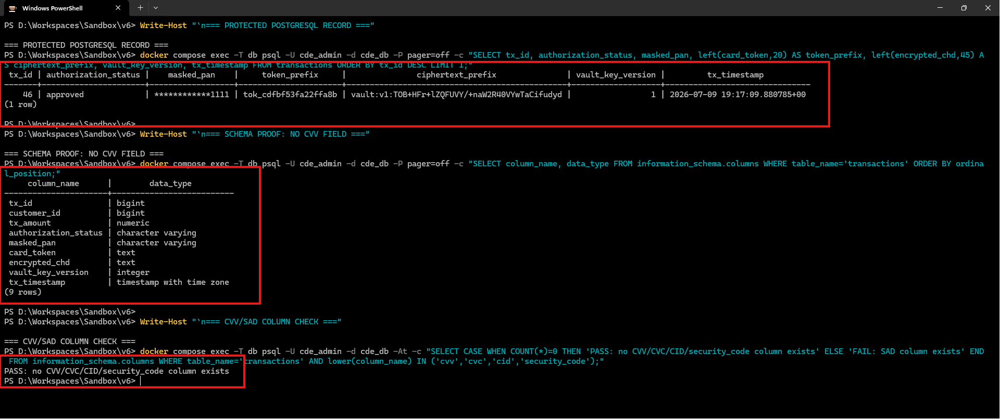 Windows PowerShell
PS D:\Workspaces\Sandbox\v6> Write-Host "`n=== PROTECTED POSTGRESQL RECORD ==="
=== PROTECTED POSTGRESQL RECORD ===
PS D:\Workspaces\Sandbox\v6> docker compose exec -T db psql -U cde_admin -d cde_db -P pager=off -c "SELECT tx_id, authorization_status, masked_pan, left(card_token,20) AS token_prefix, left(encrypted_chd,45) A
S ciphertext_prefix, vault_key_version, tx_timestamp FROM transactions ORDER BY tx_id DESC LIMIT 1;"
 tx_id | authorization_status |    masked_pan    |     token_prefix     |               ciphertext_prefix               | vault_key_version |         tx_timestamp
-------+----------------------+------------------+----------------------+-----------------------------------------------+-------------------+-------------------------------
    46 | approved             | ************1111 | tok_cdfbf53fa22ffa8b | vault:v1:TOB+HFr+lZQFUVY/+naW2R40VYwTaCifudyd |                 1 | 2026-07-09 19:17:09.880785+00
(1 row)
PS D:\Workspaces\Sandbox\v6>
PS D:\Workspaces\Sandbox\v6> Write-Host "`n=== SCHEMA PROOF: NO CVV FIELD ==="
=== SCHEMA PROOF: NO CVV FIELD ===
PS D:\Workspaces\Sandbox\v6> docker compose exec -T db psql -U cde_admin -d cde_db -P pager=off -c "SELECT column_name, data_type FROM information_schema.columns WHERE table_name='transactions' ORDER BY ordina
l_position;"
     column_name      |        data_type
----------------------+--------------------------
 tx_id                | bigint
 customer_id          | bigint
 tx_amount            | numeric
 authorization_status | character varying
 masked_pan           | character varying
 card_token           | text
 encrypted_chd        | text
 vault_key_version    | integer
 tx_timestamp         | timestamp with time zone
(9 rows)
PS D:\Workspaces\Sandbox\v6>
PS D:\Workspaces\Sandbox\v6> Write-Host "`n=== CVV/SAD COLUMN CHECK ==="
=== CVV/SAD COLUMN CHECK ===
PS D:\Workspaces\Sandbox\v6> docker compose exec -T db psql -U cde_admin -d cde_db -At -c "SELECT CASE WHEN COUNT(*)=0 THEN 'PASS: no CVV/CVC/CID/security_code column exists' ELSE 'FAIL: SAD column exists' END
 FROM information_schema.columns WHERE table_name='transactions' AND lower(column_name) IN ('cvv','cvc','cid','security_code');"
PASS: no CVV/CVC/CID/security_code column exists
PS D:\Workspaces\Sandbox\v6>